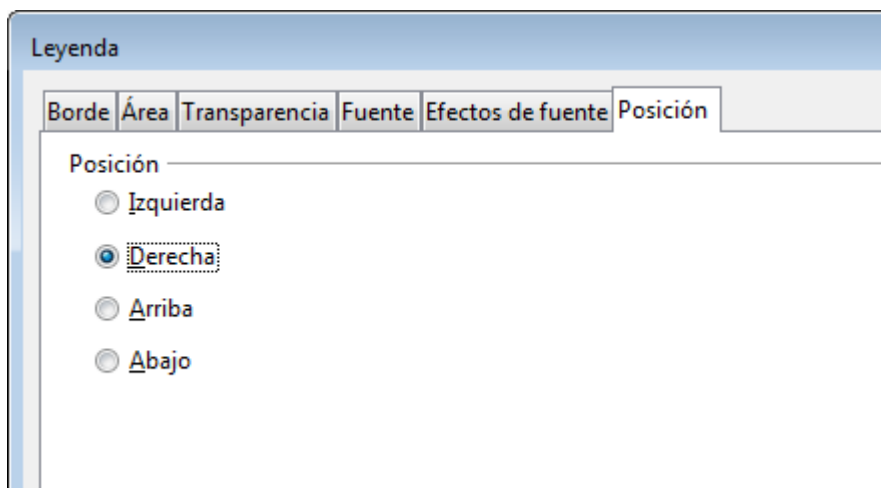 Leyenda
Borde Área Transparencia Fuente Efectos de fuente Posición
Posición
Izquierda
Derecha
Arriba
Abajo